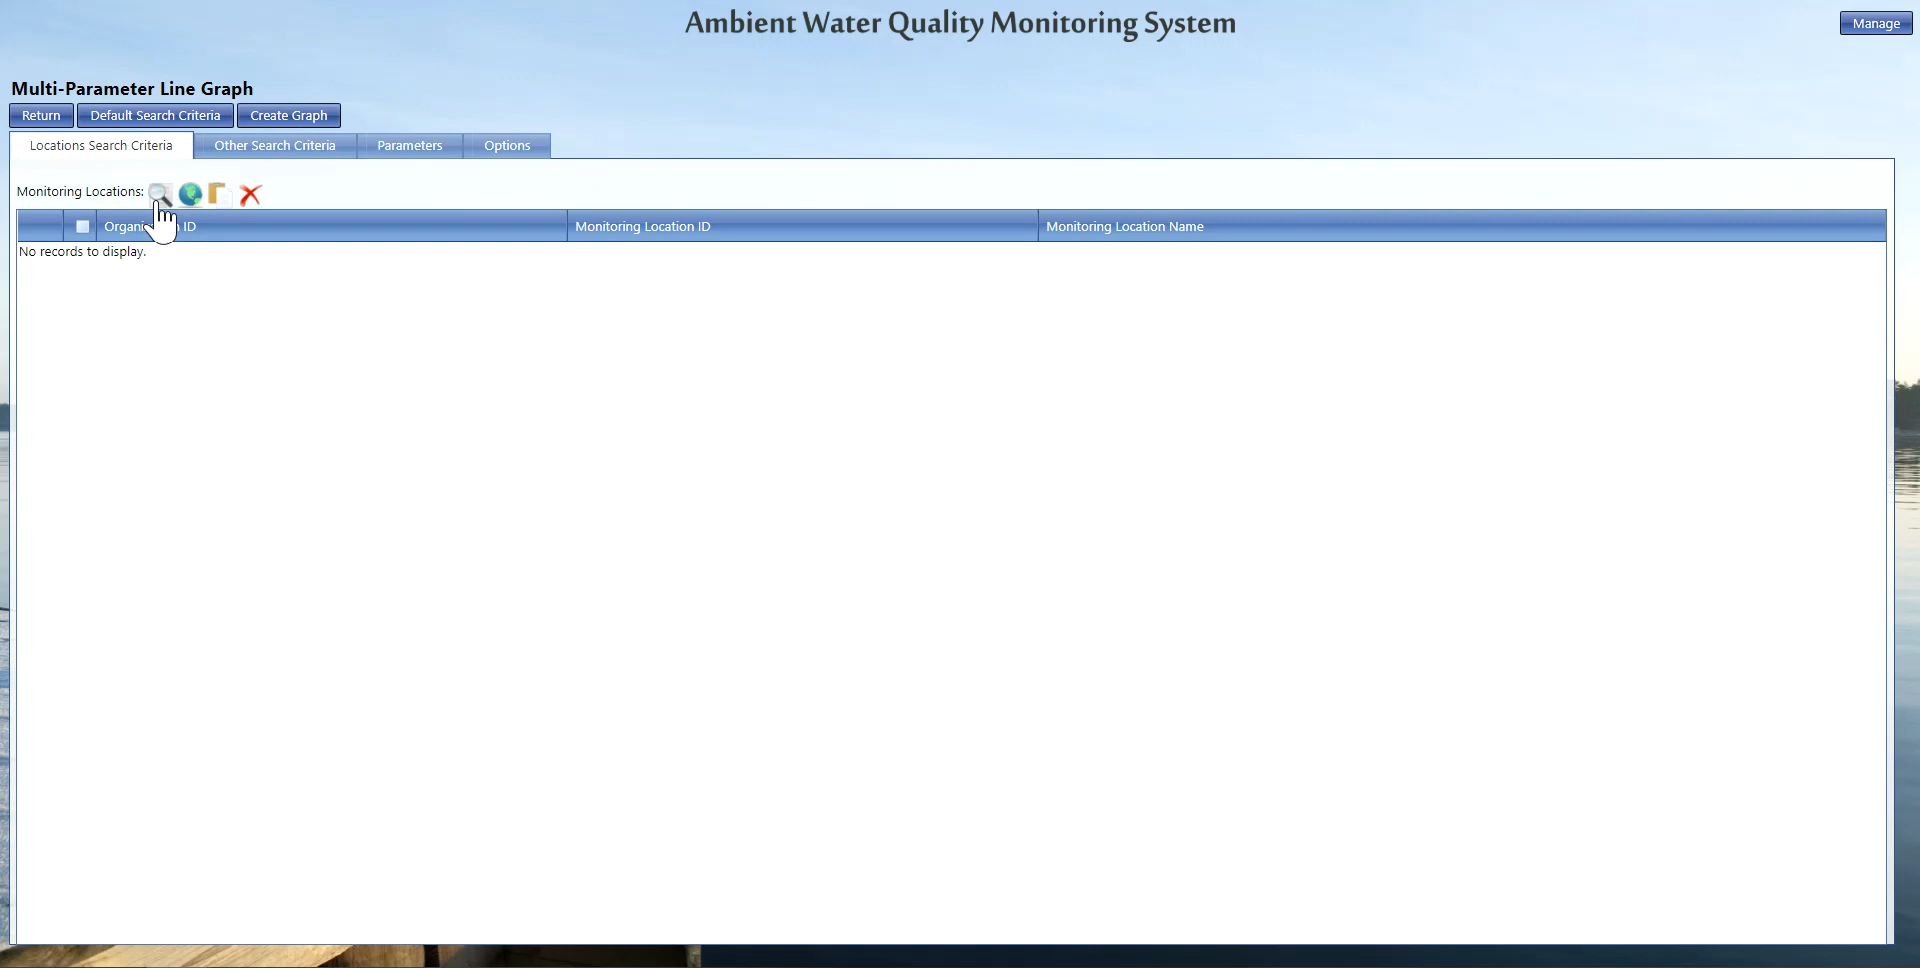 Ambient Water Quality Monitoring System
Manage
Multi-Parameter Line Graph
Return Default Search Criteria Create Graph
Locations Search Criteria Other Search Criteria Parameters Options
Monitoring Locations:
ID Monitoring Location ID Monitoring Location Name
No records to display.